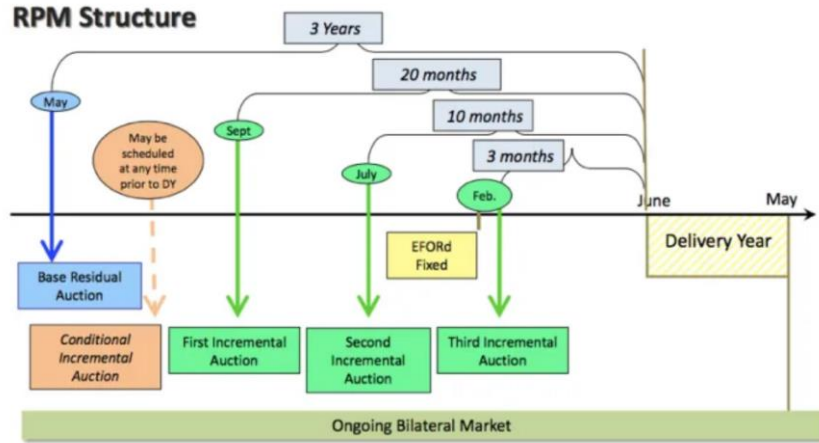 RPM Structure
3 Years
20 months
10 months
3 months
May
Sept
July
Feb.
May be
scheduled
at any time
prior to DY
June
May
EFORd
Fixed
Delivery Year
Base Residual
Auction
Conditional
Incremental
Auction
First Incremental
Auction
Second
Incremental
Auction
Third Incremental
Auction
Ongoing Bilateral Market